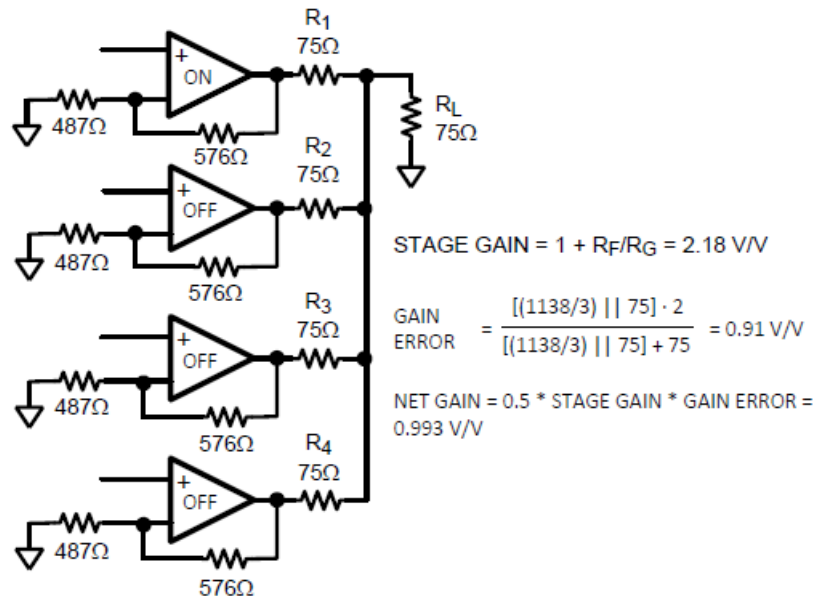 R1
75Ω
+
ON
487Ω
576Ω
RL
75Ω
R2
75Ω
+
OFF
487Ω
576Ω
R3
75Ω
+
OFF
487Ω
576Ω
R4
75Ω
+
OFF
487Ω
576Ω
STAGE GAIN = 1 + RF/RG = 2.18 V/V
GAIN ERROR = [(1138/3) || 75] · 2 / [(1138/3) || 75] + 75 = 0.91 V/V
NET GAIN = 0.5 * STAGE GAIN * GAIN ERROR =
0.993 V/V